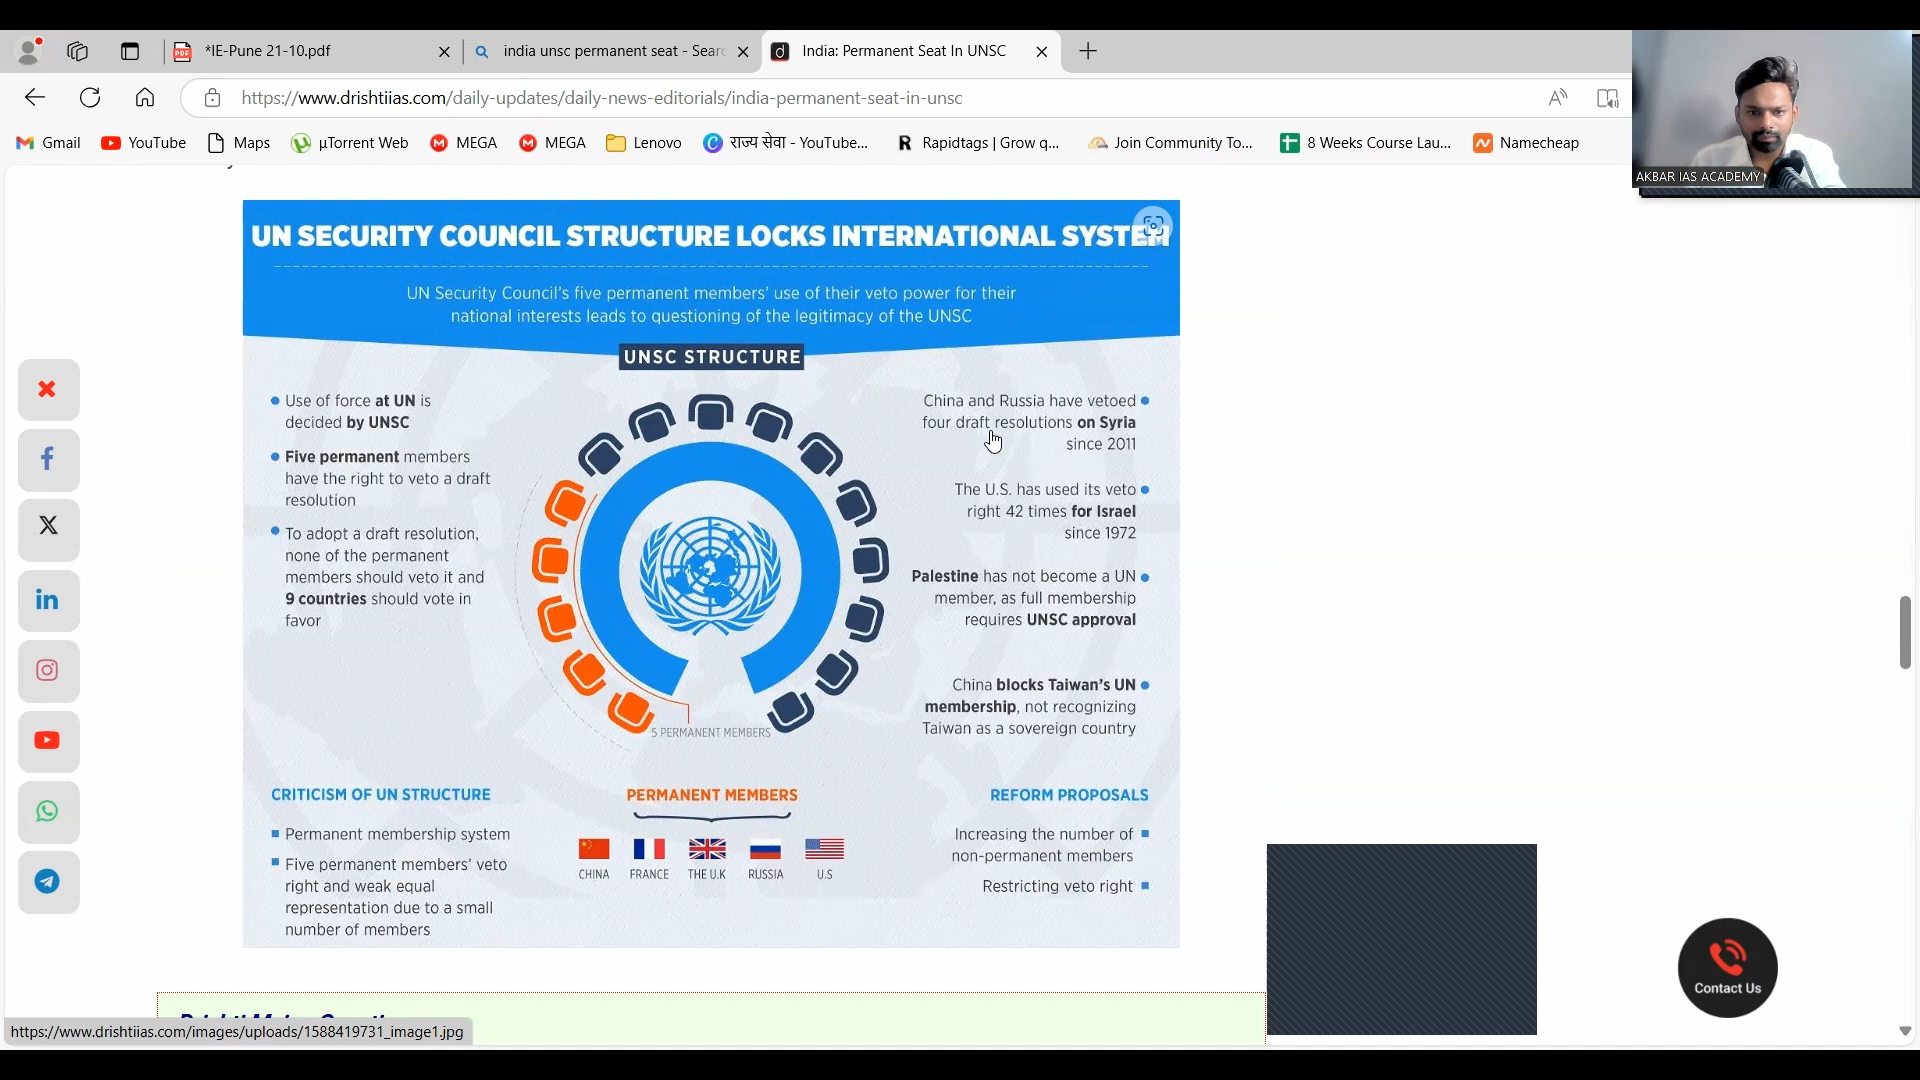 *IE-Pune 21-10.pdf
india unsc permanent seat - Searc
India: Permanent Seat In UNSC
https://www.drishtiias.com/daily-updates/daily-news-editorials/india-permanent-seat-in-unsc
Gmail
YouTube
Maps
µTorrent Web
MEGA
MEGA
Lenovo
राज्य सेवा - YouTube...
Rapidtags | Grow q...
Join Community To...
8 Weeks Course Lau...
Namecheap
AKBAR IAS ACADEMY
UN SECURITY COUNCIL STRUCTURE LOCKS INTERNATIONAL SYSTEM
UN Security Council's five permanent members' use of their veto power for their
national interests leads to questioning of the legitimacy of the UNSC
UNSC STRUCTURE
Use of force at UN is
decided by UNSC
Five permanent members
have the right to veto a draft
resolution
To adopt a draft resolution,
none of the permanent
members should veto it and
9 countries should vote in
favor
China and Russia have vetoed
four draft resolutions on Syria
since 2011
The U.S. has used its veto
right 42 times for Israel
since 1972
Palestine has not become a UN
member, as full membership
requires UNSC approval
China blocks Taiwan's UN
membership, not recognizing
Taiwan as a sovereign country
5 PERMANENT MEMBERS
CRITICISM OF UN STRUCTURE
Permanent membership system
Five permanent members' veto
right and weak equal
representation due to a small
number of members
PERMANENT MEMBERS
CHINA
FRANCE
THE U.K
RUSSIA
U.S
REFORM PROPOSALS
Increasing the number of
non-permanent members
Restricting veto right
Contact Us
https://www.drishtiias.com/images/uploads/1588419731_image1.jpg